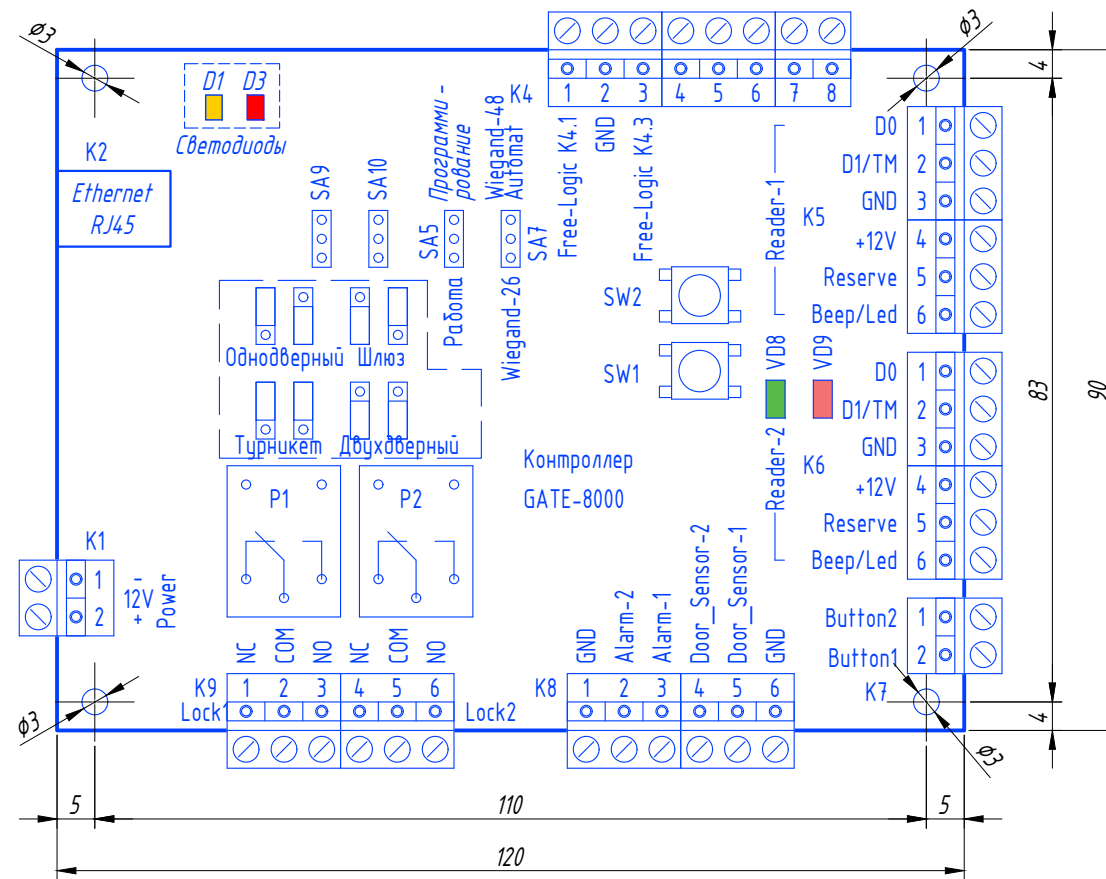 Ø3
Ø3
D1 D3
Светодиоды
K4
1 2 3 4 5 6 7 8
Free-Logic K4.1
GND
Free-Logic K4.3
K2
Ethernet
RJ45
SA9
SA10
SA5
Программи -
рование
Работа
Wiegand-48
Automat
SA7
Wiegand-26
Reader-1
K5
D0 1
D1/TM 2
GND 3
+12V 4
Reserve 5
Beep/Led 6
4
83
90
4
SW2
SW1
VD8
VD9
Однодверный Шлюз
Турникет Двухдверный
Reader-2
K6
D0 1
D1/TM 2
GND 3
+12V 4
Reserve 5
Beep/Led 6
Контроллер
GATE-8000
P1
P2
K1
1
2
-
12V
+
Power
Button2 1
Button1 2
K7
NC
COM
NO
NC
COM
NO
K9
1 2 3 4 5 6
Lock1
Lock2
GND
Alarm-2
Alarm-1
Door_Sensor-2
Door_Sensor-1
GND
K8
1 2 3 4 5 6
Ø3
Ø3
5
110
5
120